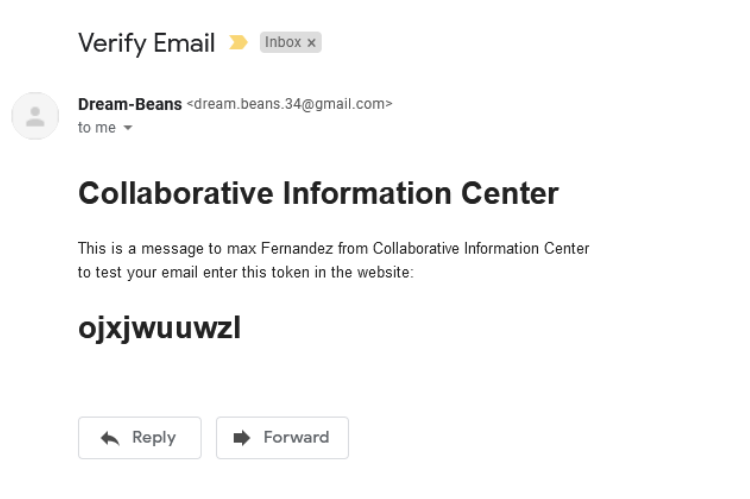 Verify Email Inbox x
Dream-Beans <dream.beans.34@gmail.com>
to me
Collaborative Information Center
This is a message to max Fernandez from Collaborative Information Center
to test your email enter this token in the website:
ojxjwuuwzl
Reply Forward